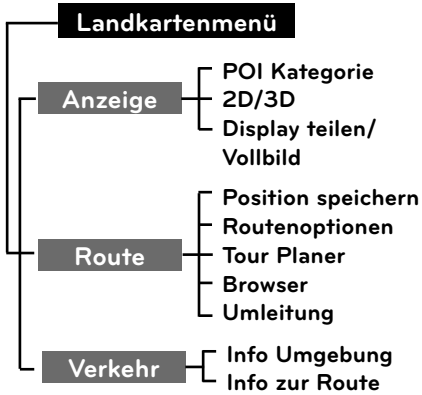 Landkartenmenü
Anzeige
POI Kategorie
2D/3D
Display teilen/
Vollbild
Route
Position speichern
Routenoptionen
Tour Planer
Browser
Umleitung
Verkehr
Info Umgebung
Info zur Route